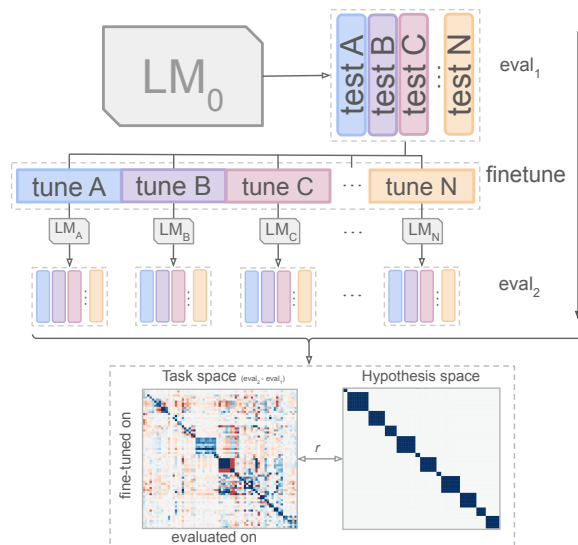 LM0
test A
test B
test C
...
test N
eval1
finetune
tune A
tune B
tune C
...
tune N
LMA
LMB
LMC
...
LMN
eval2
...
Task space (eval2 - eval1)
Hypothesis space
fine-tuned on
r
evaluated on